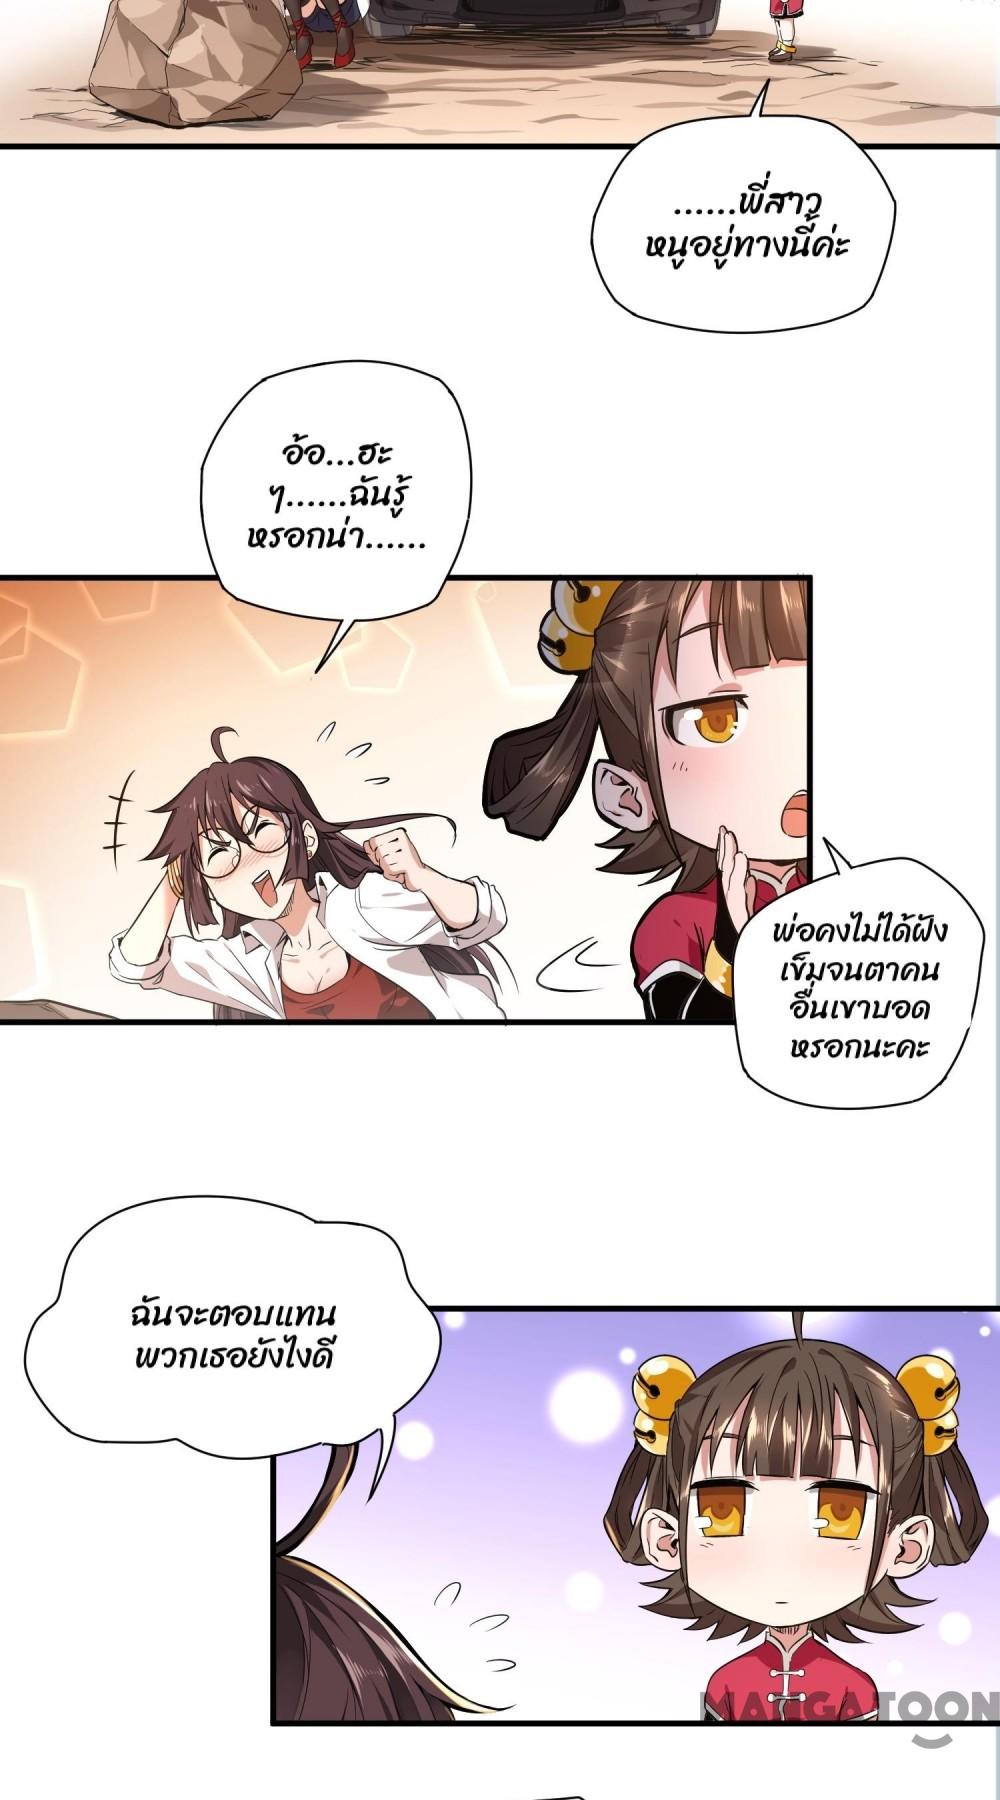 ......พี่สาว
หนูอยู่ทางนี้ค่ะ
อ้อ...ฮะ
ๆ......ฉันรู้
หรอกน่า......
พ่อคงไม่ได้ฝัง
เข็มจนตาคน
อื่นเขาบอด
หรอกนะคะ
ฉันจะตอบแทน
พวกเธอยังไงดี
MANGATOON